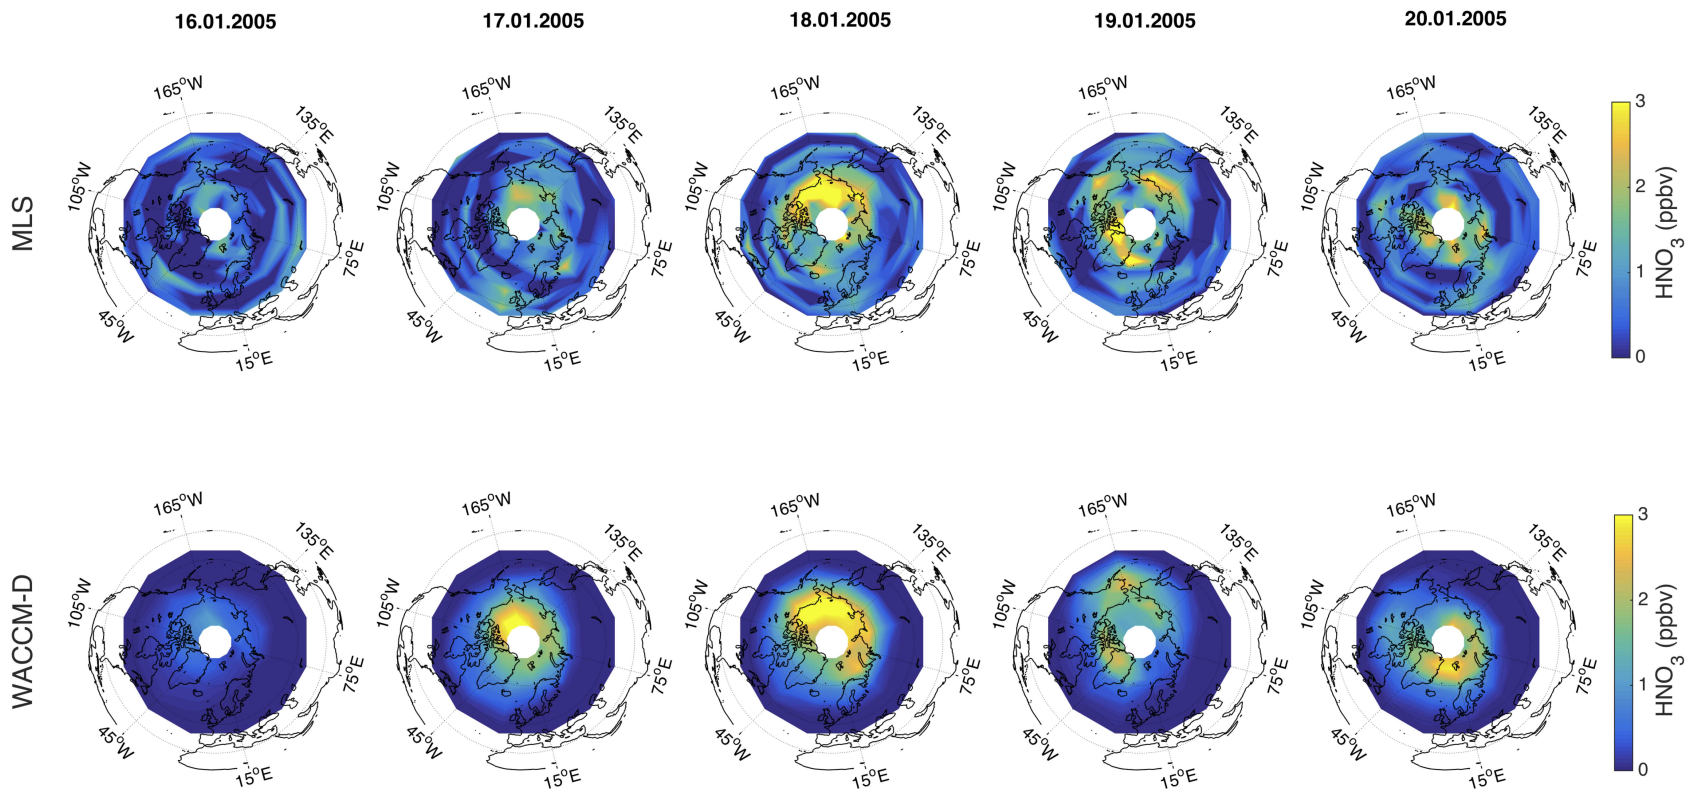 16.01.2005 17.01.2005 18.01.2005 19.01.2005 20.01.2005
MLS
165°W 165°W 165°W 165°W 165°W
135°E 135°E 135°E 135°E 135°E
105°W 105°W 105°W 105°W 105°W
75°E 75°E 75°E 75°E 75°E
45°W 45°W 45°W 45°W 45°W
15°E 15°E 15°E 15°E 15°E
3
2
1
0
HNO3 (ppbv)
WACCM-D
165°W 165°W 165°W 165°W 165°W
135°E 135°E 135°E 135°E 135°E
105°W 105°W 105°W 105°W 105°W
75°E 75°E 75°E 75°E 75°E
45°W 45°W 45°W 45°W 45°W
15°E 15°E 15°E 15°E 15°E
3
2
1
0
HNO3 (ppbv)